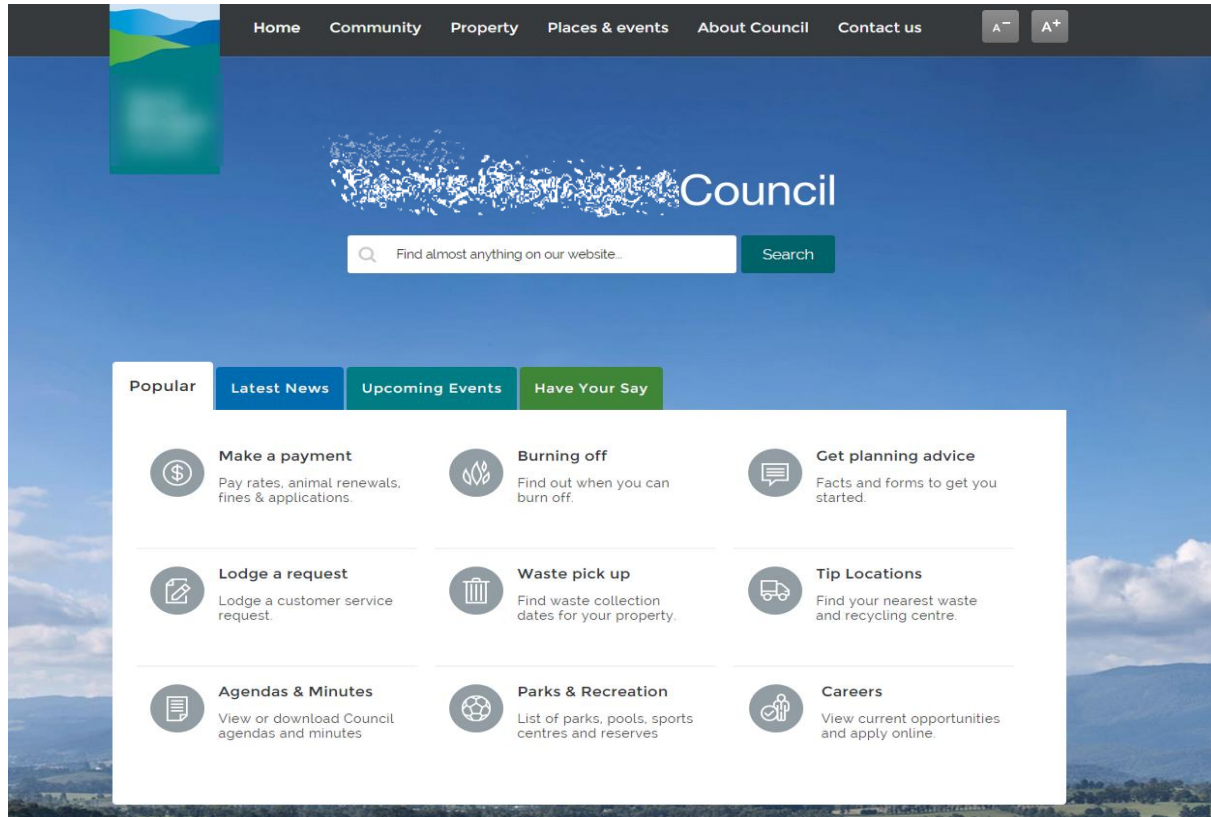 Home Community Property Places & events About Council Contact us A- A+
Council
Find almost anything on our website...
Search
Popular Latest News Upcoming Events Have Your Say
Make a payment
Pay rates, animal renewals,
fines & applications.
Burning off
Find out when you can
burn off.
Get planning advice
Facts and forms to get you
started.
Lodge a request
Lodge a customer service
request.
Waste pick up
Find waste collection
dates for your property.
Tip Locations
Find your nearest waste
and recycling centre.
Agendas & Minutes
View or download Council
agendas and minutes
Parks & Recreation
List of parks, pools, sports
centres and reserves
Careers
View current opportunities
and apply online.